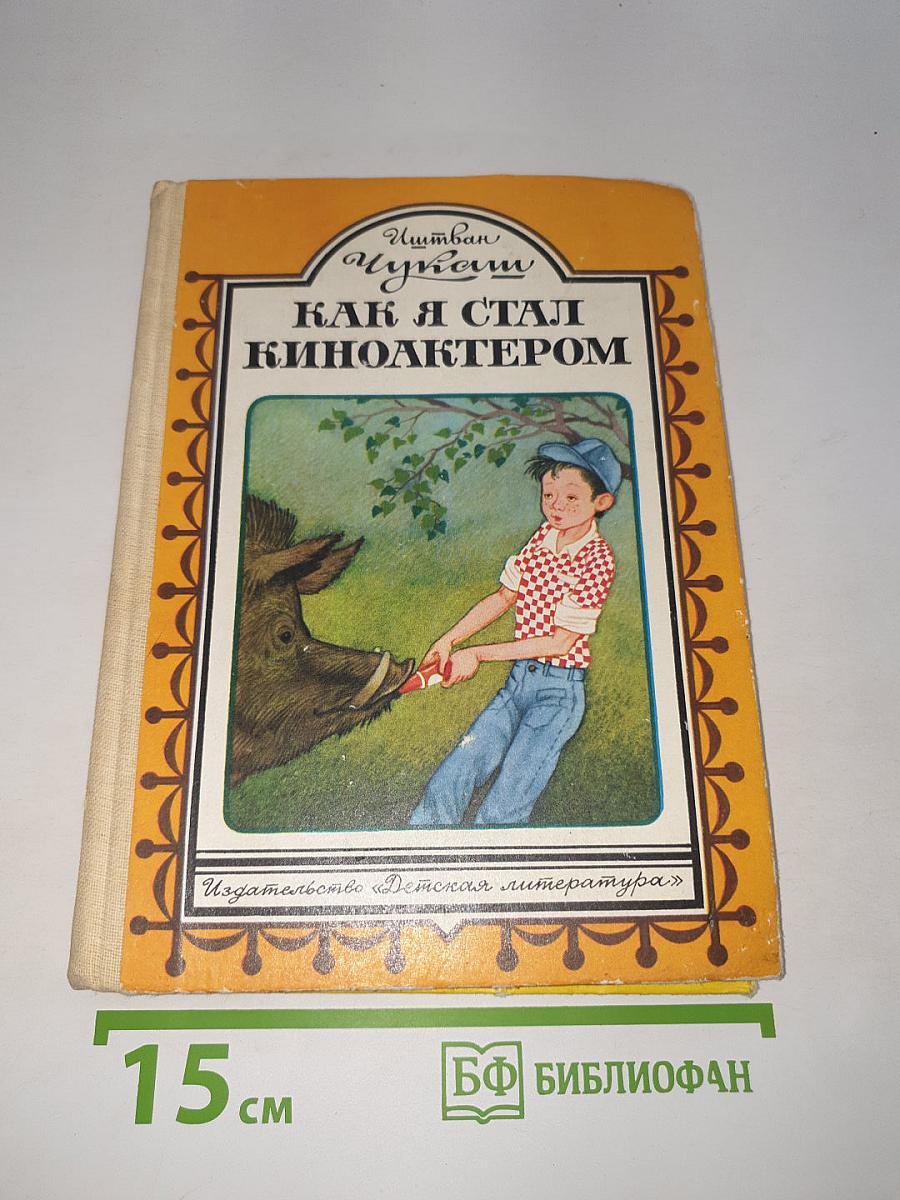 Иштван
Чукаш
КАК Я СТАЛ
КИНОАКТЕРОМ
Издательство «Детская литература»
15 см
БФ БИБЛИОФАН